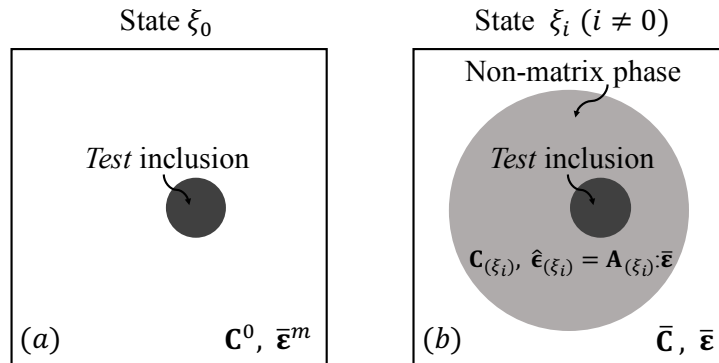 State ξ₀
Test inclusion
(a)
C⁰, ε̄ᵐ
State ξᵢ (i ≠ 0)
Non-matrix phase
Test inclusion
C₍ξᵢ₎, ε̂₍ξᵢ₎ = A₍ξᵢ₎:ε̄
(b)
C̄, ε̄